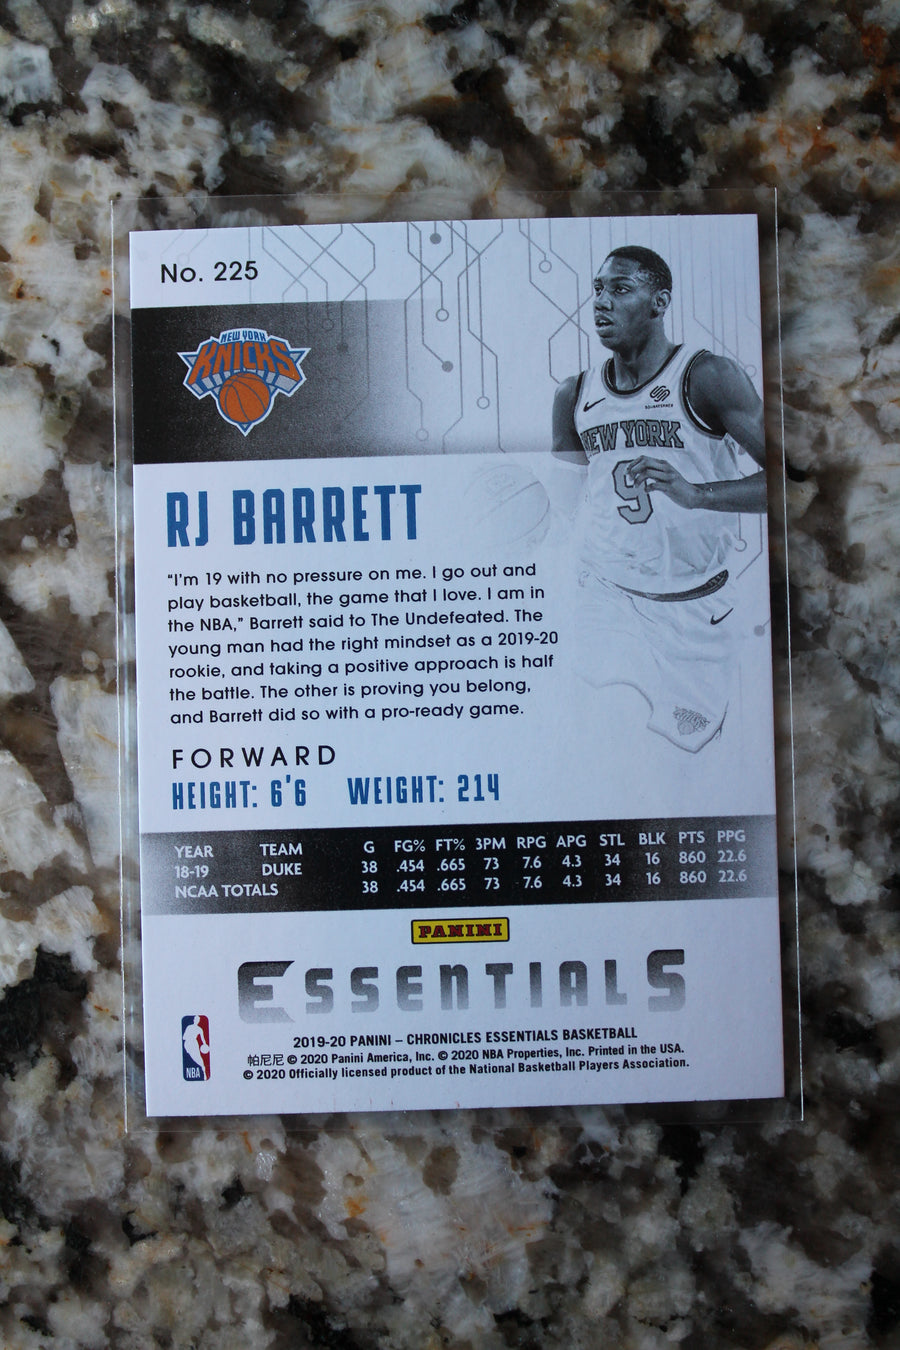 No. 225
NEW YORK
KNICKS
NEW YORK
9
RJ BARRETT
“I’m 19 with no pressure on me. I go out and
play basketball, the game that I love. I am in
the NBA,” Barrett said to The Undefeated. The
young man had the right mindset as a 2019-20
rookie, and taking a positive approach is half
the battle. The other is proving you belong,
and Barrett did so with a pro-ready game.
FORWARD
HEIGHT: 6'6 WEIGHT: 214
YEAR TEAM G FG% FT% 3PM RPG APG STL BLK PTS PPG
18-19 DUKE 38 .454 .665 73 7.6 4.3 34 16 860 22.6
NCAA TOTALS 38 .454 .665 73 7.6 4.3 34 16 860 22.6
PANINI
ESSENTIALS
NBA
2019-20 PANINI – CHRONICLES ESSENTIALS BASKETBALL
帕尼尼 © 2020 Panini America, Inc. © 2020 NBA Properties, Inc. Printed in the USA.
© 2020 Officially licensed product of the National Basketball Players Association.